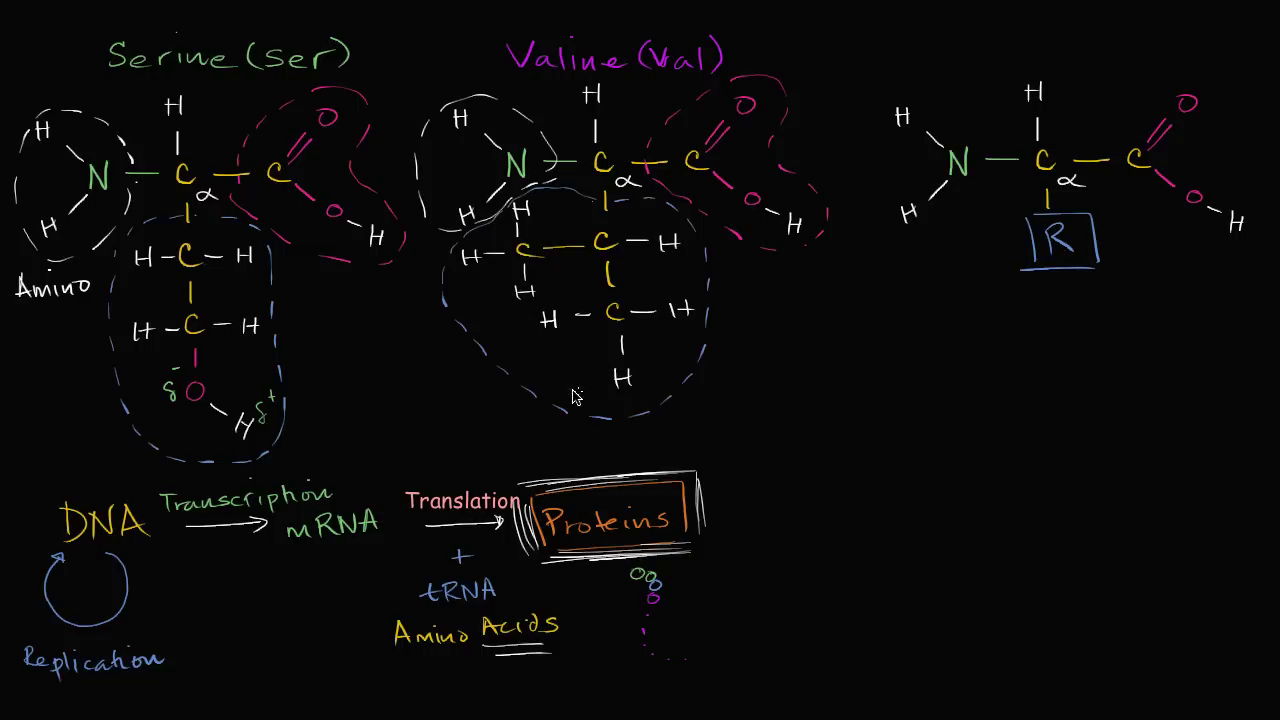 Serine (Ser)
Valine (Val)
H
H
H
H
O
H
O
H
O
N
C
C
N
C
C
N
C
C
α
α
α
H
O
H
H
O
H
H
O
H
H
R
H
C
H
H
C
C
H
Amino
H
H
C
H
H
C
H
δ⁻
O
H
δ⁺
H
DNA
Transcription
mRNA
Translation
Proteins
+
tRNA
Amino Acids
Replication